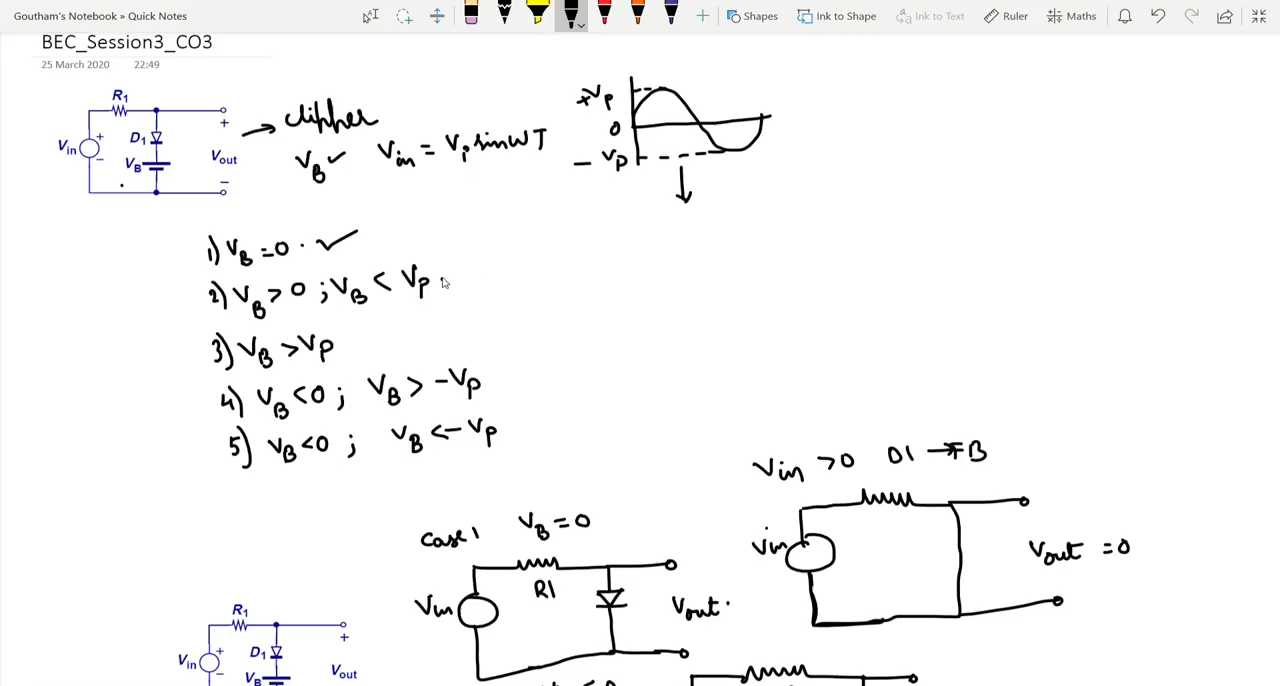 Goutham's Notebook » Quick Notes
Shapes
Ink to Shape
Ink to Text
Ruler
Maths
BEC_Session3_CO3
25 March 2020 22:49
R1
D1
VB
Vin
+
−
+
Vout
−
→ clipper
VB ✓ Vin = Vp sin WT
+Vp
0
− Vp
1) VB = 0 . ✓
2) VB > 0 ; VB < Vp
3) VB > Vp
4) VB < 0 ; VB > -Vp
5) VB < 0 ; VB < - Vp
Vin > 0 D1 → FB
Vin
Vout = 0
Case 1 VB = 0
R1
Vin
Vout .
R1
D1
VB
Vin
+
−
+
Vout